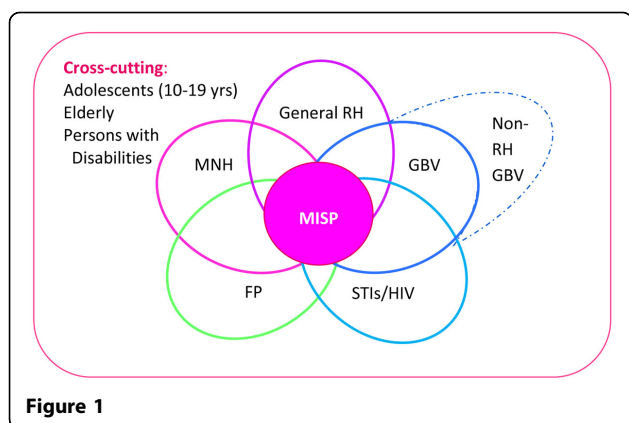 Cross-cutting:
Adolescents (10-19 yrs)
Elderly
Persons with
Disabilities
General RH
Non-
RH
GBV
MNH
GBV
MISP
FP
STIs/HIV
Figure 1